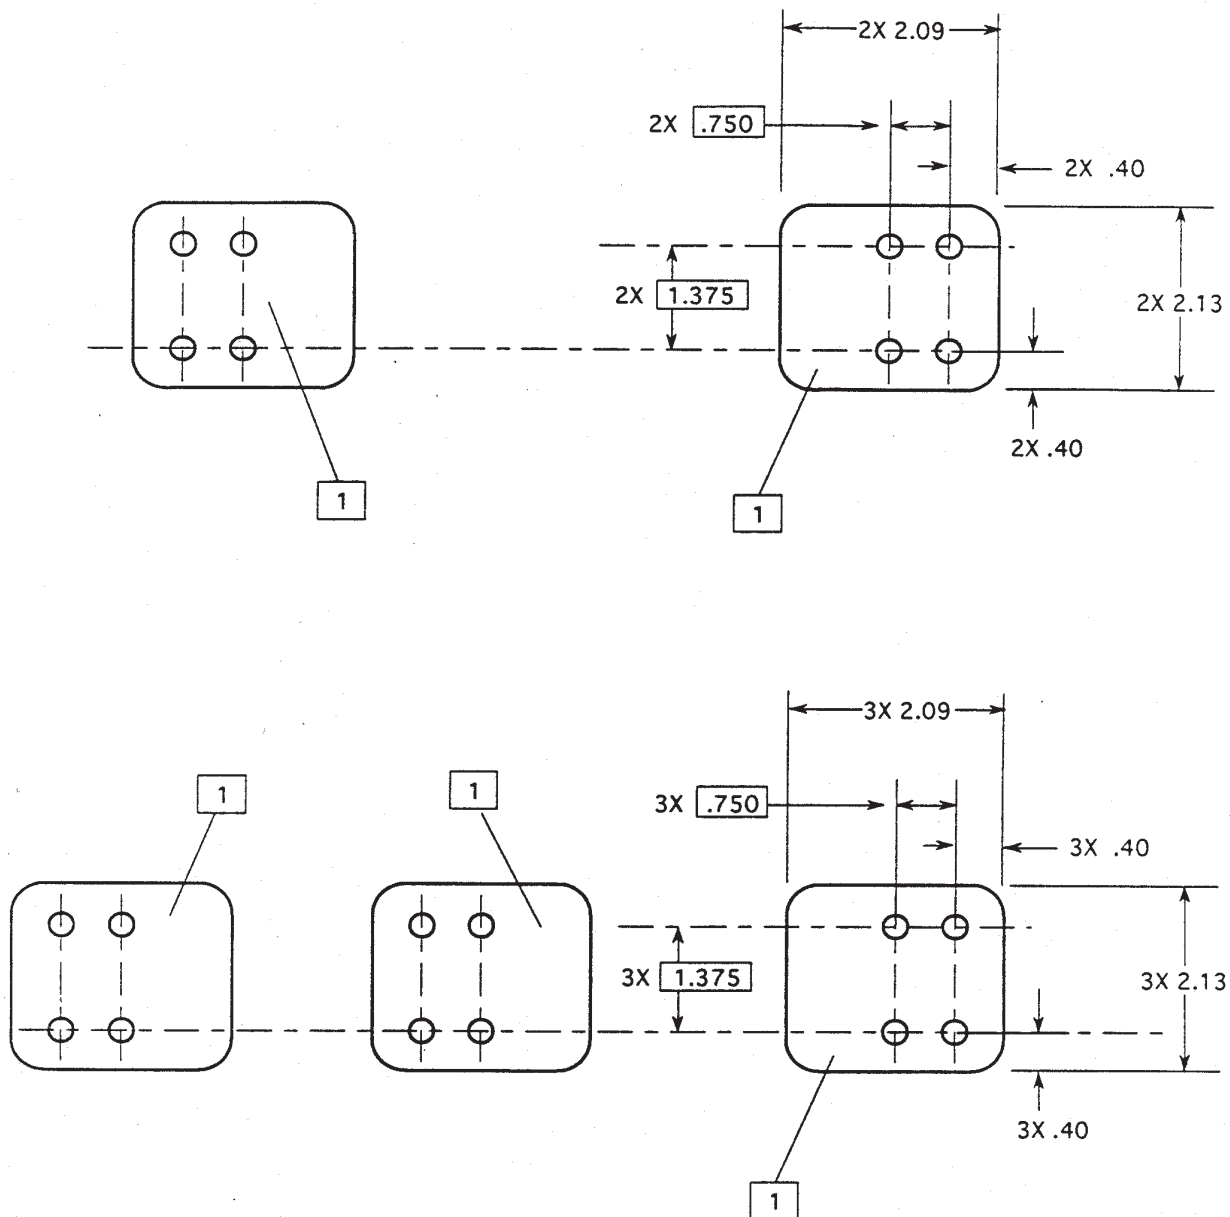 2X 2.09
2X .750
2X .40
2X 1.375
2X 2.13
2X .40
1
1
3X 2.09
1
1
3X .750
3X .40
3X 1.375
3X 2.13
3X .40
1